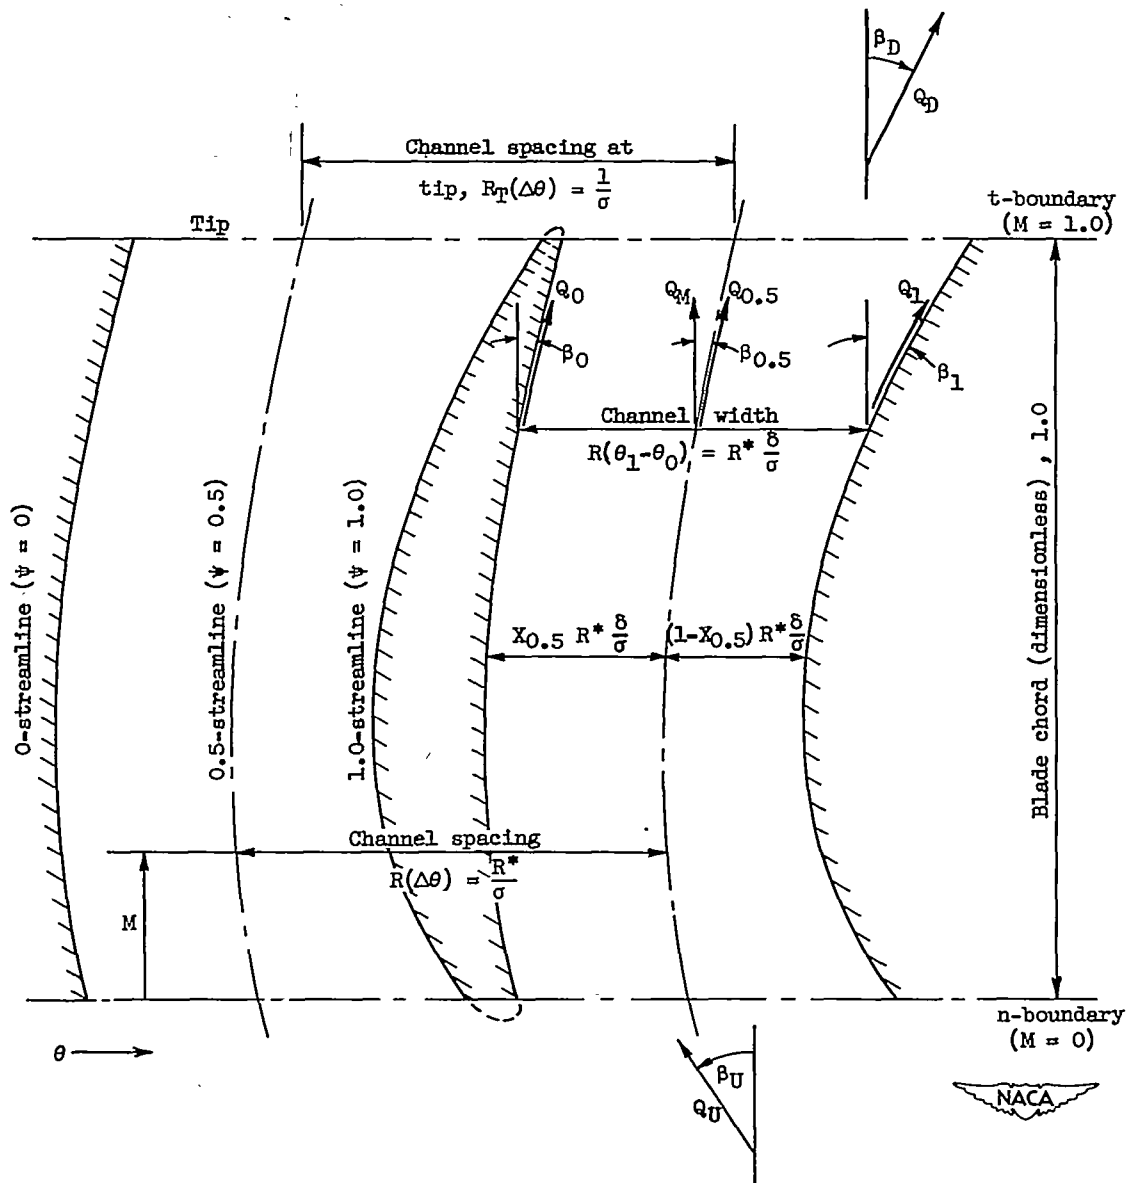 β_D
Q_D
Channel spacing at
tip, R_T(Δθ) = 1/σ
t-boundary
(M = 1.0)
Tip
Q_0
Q_M
Q_0.5
Q_1
β_0
β_0.5
β_1
Channel width
R(θ_1-θ_0) = R* δ/σ
0-streamline (ψ = 0)
0.5-streamline (ψ = 0.5)
1.0-streamline (ψ = 1.0)
Blade chord (dimensionless), 1.0
X_0.5 R* δ/σ
(1-X_0.5) R* δ/σ
Channel spacing
R(Δθ) = R*/σ
M
n-boundary
(M = 0)
θ
β_U
Q_U
NACA